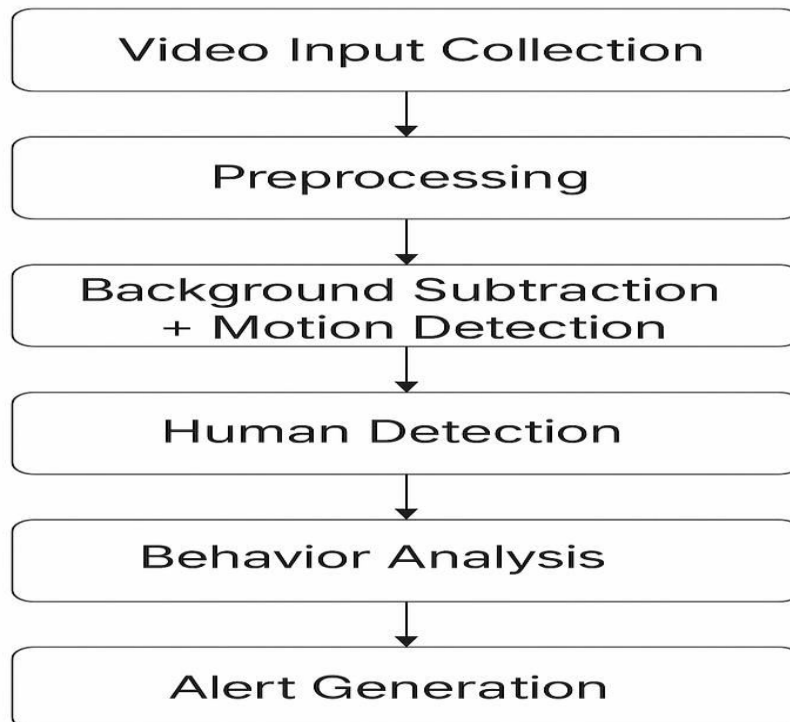 Video Input Collection
Preprocessing
Background Subtraction
+ Motion Detection
Human Detection
Behavior Analysis
Alert Generation